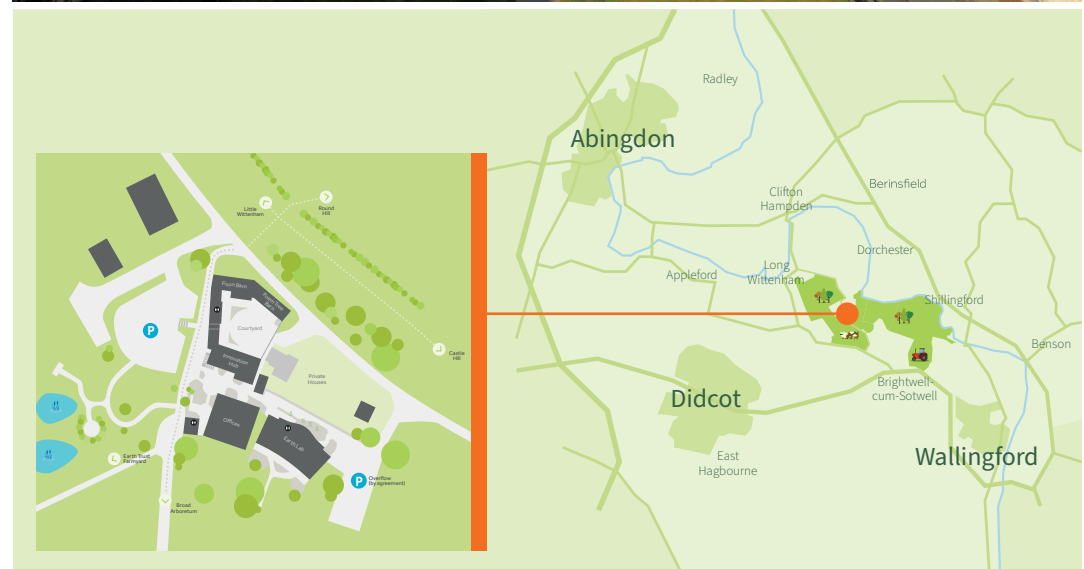 Radley
Abingdon
Clifton
Hampden
Berinsfield
Dorchester
Appleford
Long
Wittenham
Shillingford
Benson
Brightwell-
cum-Sotwell
Didcot
East
Hagbourne
Wallingford
Little
Wittenham
Round
Hill
Castle
Hill
Courtyard
Innovation
Hub
Private
Houses
Offices
Earth Lab
P
Earth Trust
Farmyard
P
Overflow
(by agreement)
Broad
Arboretum